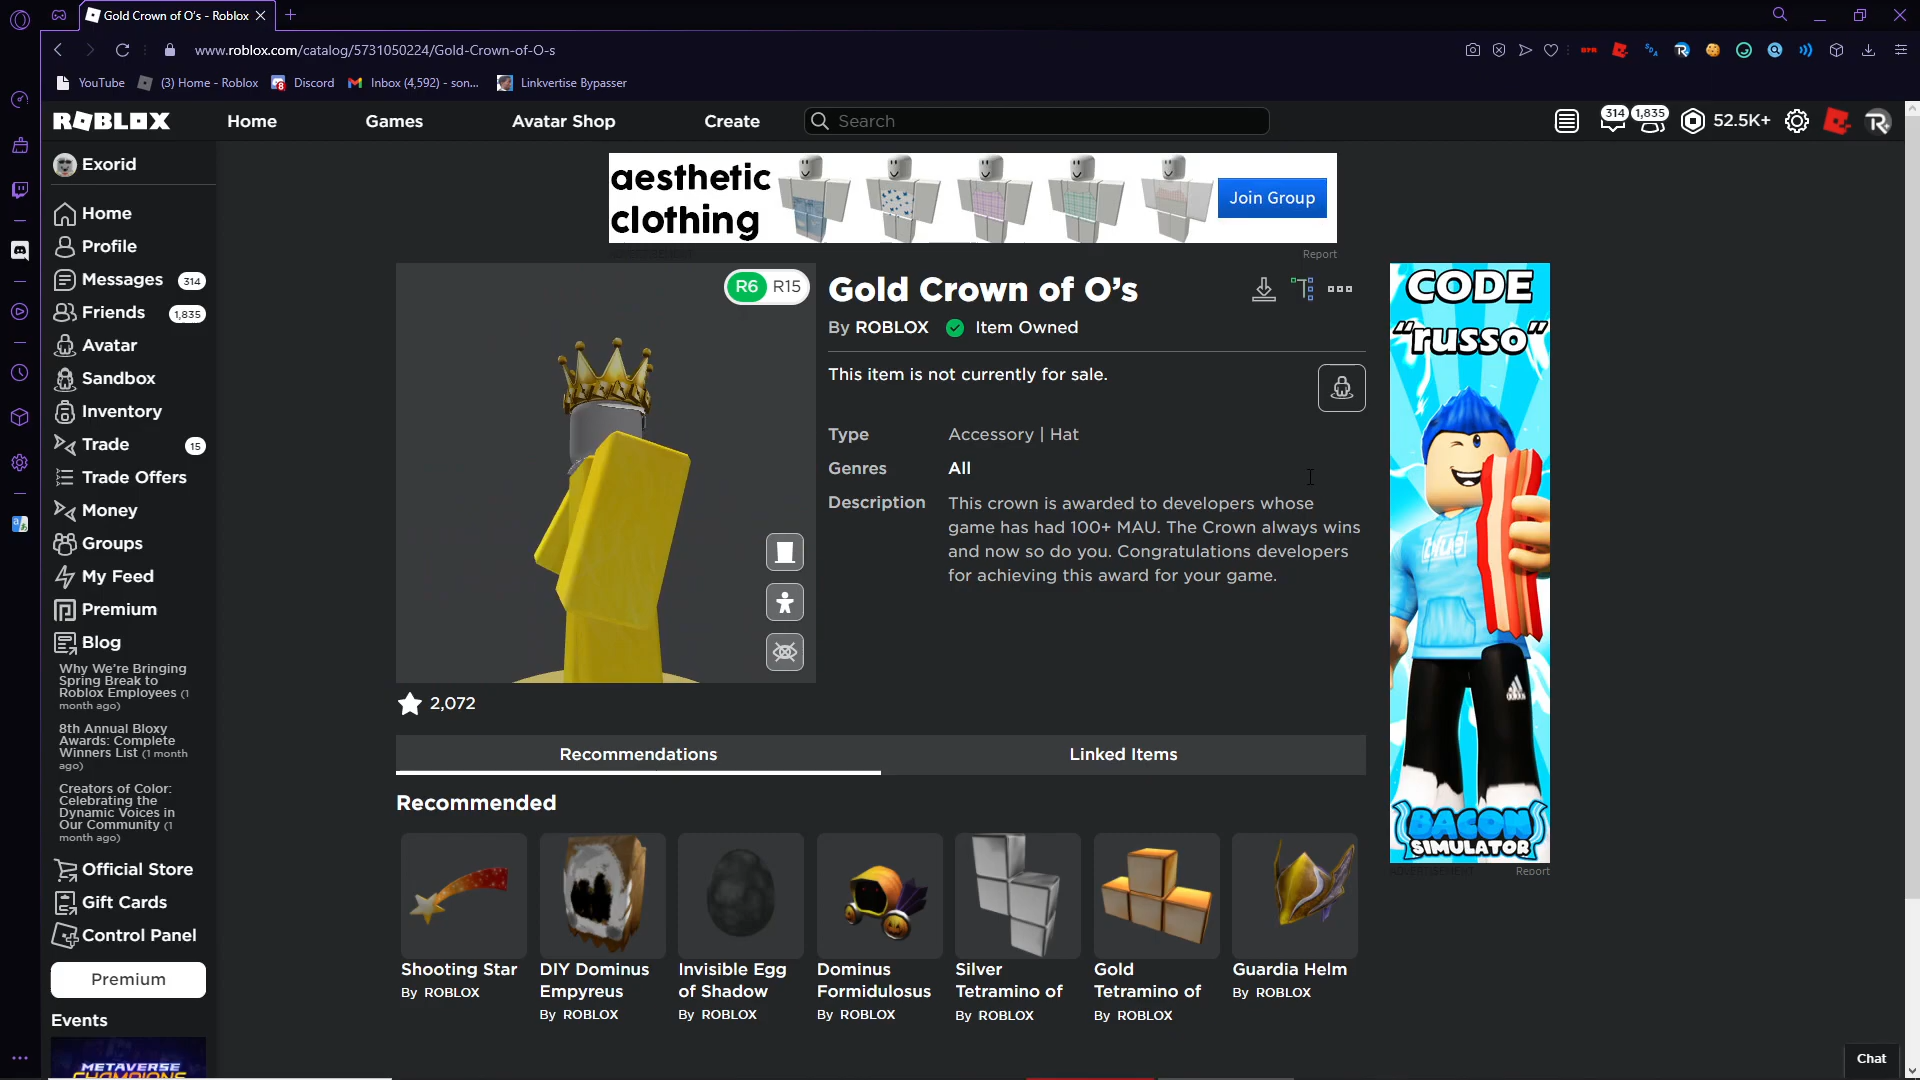 Gold Crown of O's - Roblox
www.roblox.com/catalog/5731050224/Gold-Crown-of-O-s
YouTube
(3) Home - Roblox
Discord
Inbox (4,592) - son...
Linkvertise Bypasser
ROBLOX
Home
Games
Avatar Shop
Create
Search
314
1,835
52.5K+
Exorid
Home
Profile
Messages 314
Friends 1,835
Avatar
Sandbox
Inventory
Trade 15
Trade Offers
Money
Groups
My Feed
Premium
Blog
Why We're Bringing
Spring Break to
Roblox Employees (1
month ago)
8th Annual Bloxy
Awards: Complete
Winners List (1 month
ago)
Creators of Color:
Celebrating the
Dynamic Voices in
Our Community (1
month ago)
Official Store
Gift Cards
Control Panel
Premium
Events
METAVERSE
CHAMPIONS
aesthetic
clothing
Join Group
Report
R6 R15
Gold Crown of O's
By ROBLOX
Item Owned
This item is not currently for sale.
Type
Accessory | Hat
Genres
All
Description
This crown is awarded to developers whose
game has had 100+ MAU. The Crown always wins
and now so do you. Congratulations developers
for achieving this award for your game.
2,072
Recommendations
Linked Items
Recommended
Shooting Star
By ROBLOX
DIY Dominus
Empyreus
By ROBLOX
Invisible Egg
of Shadow
By ROBLOX
Dominus
Formidulosus
By ROBLOX
Silver
Tetramino of
By ROBLOX
Gold
Tetramino of
By ROBLOX
Guardia Helm
By ROBLOX
CODE
"russo"
BACON
SIMULATOR
ADVERTISEMENT
Report
Chat